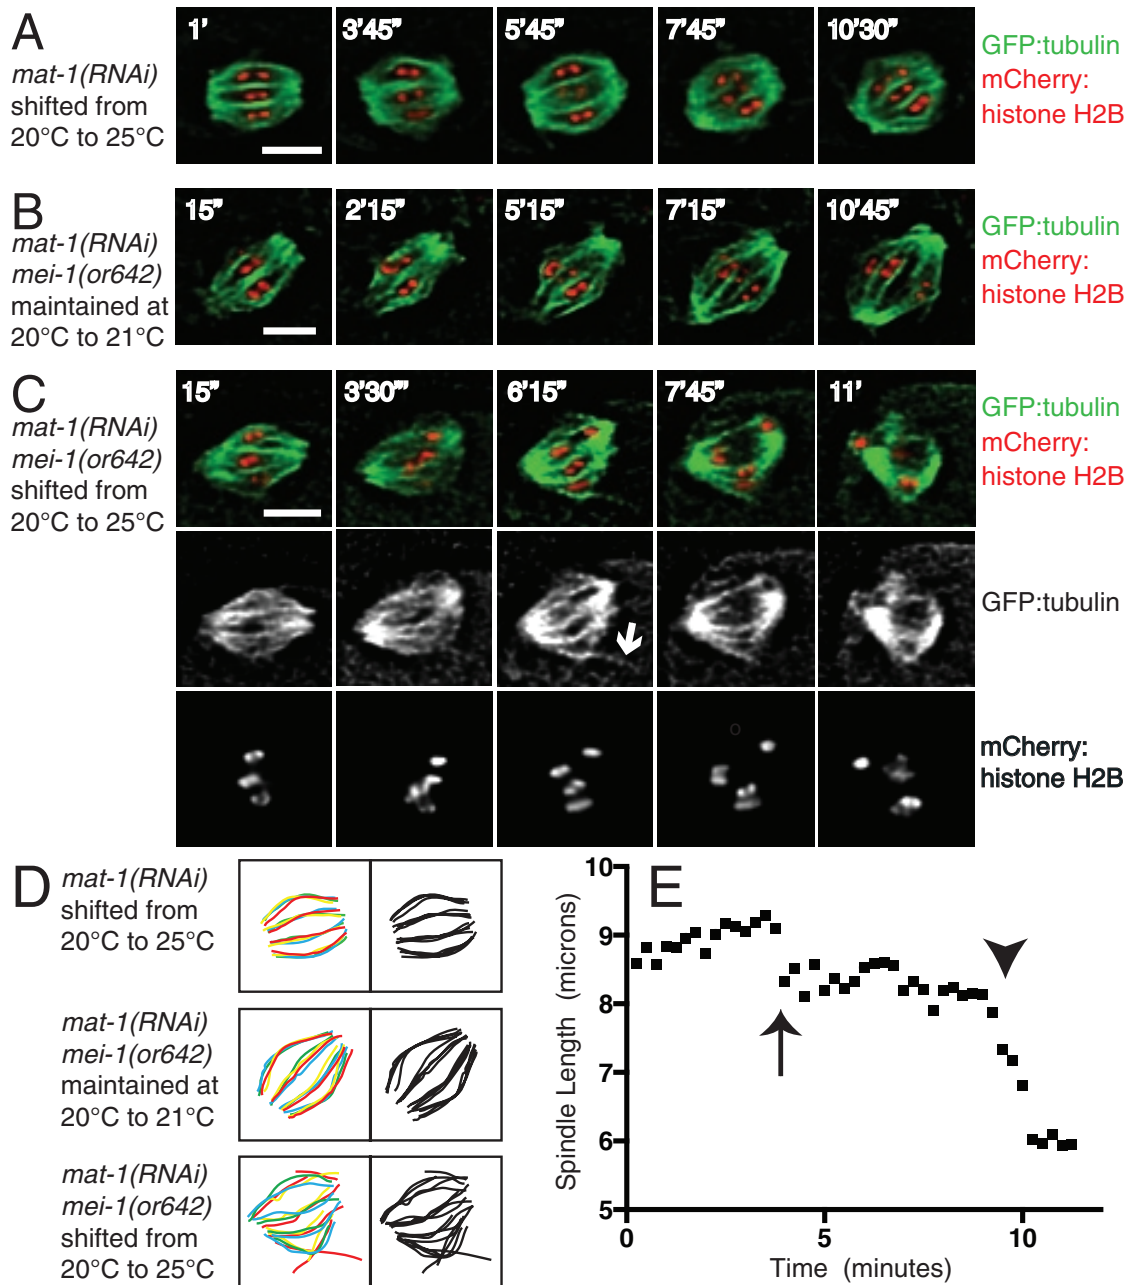 A
mat-1(RNAi)
shifted from
20°C to 25°C
1'
3'45"
5'45"
7'45"
10'30"
GFP:tubulin
mCherry:
histone H2B
B
mat-1(RNAi)
mei-1(or642)
maintained at
20°C to 21°C
15"
2'15"
5'15"
7'15"
10'45"
GFP:tubulin
mCherry:
histone H2B
C
mat-1(RNAi)
mei-1(or642)
shifted from
20°C to 25°C
15"
3'30"'
6'15"
7'45"
11'
GFP:tubulin
mCherry:
histone H2B
GFP:tubulin
mCherry:
histone H2B
D
mat-1(RNAi)
shifted from
20°C to 25°C
mat-1(RNAi)
mei-1(or642)
maintained at
20°C to 21°C
mat-1(RNAi)
mei-1(or642)
shifted from
20°C to 25°C
E
Spindle Length (microns)
10
9
8
7
6
5
0
5
10
Time (minutes)